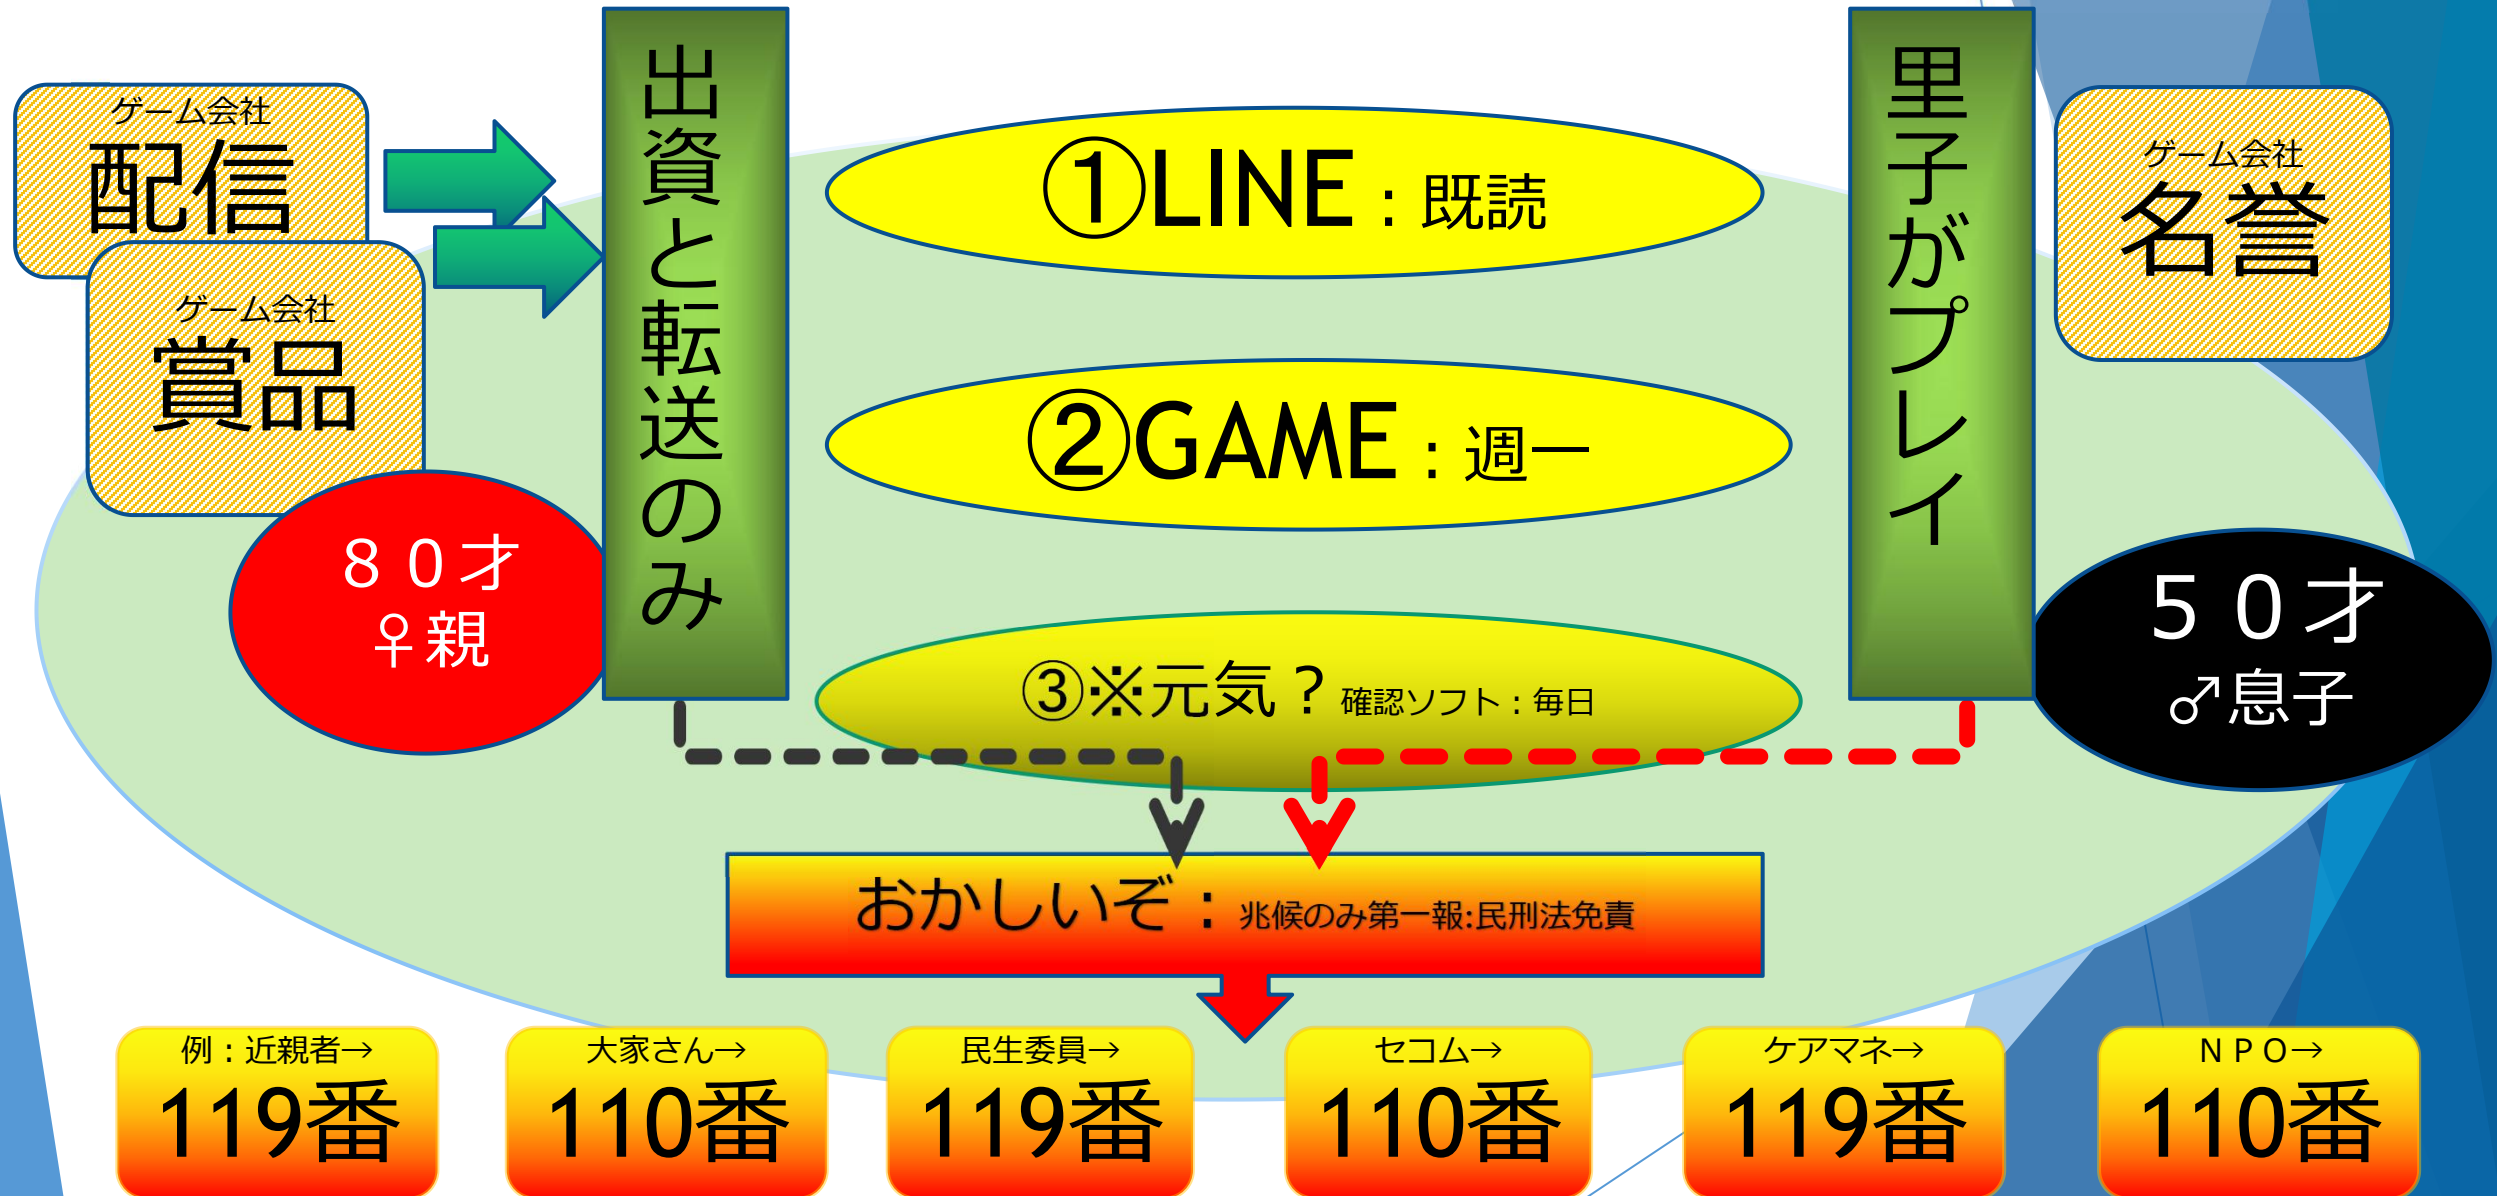 ゲーム会社
配信
ゲーム会社
賞品
８０才
♀親
出資と転送のみ
①LINE：既読
②GAME：週一
③※元気？確認ソフト：毎日
里子がプレイ
ゲーム会社
名誉
５０才
♂息子
おかしいぞ：兆候のみ第一報:民刑法免責
例：近親者→
119番
大家さん→
110番
民生委員→
119番
セコム→
110番
ケアマネ→
119番
ＮＰＯ→
110番